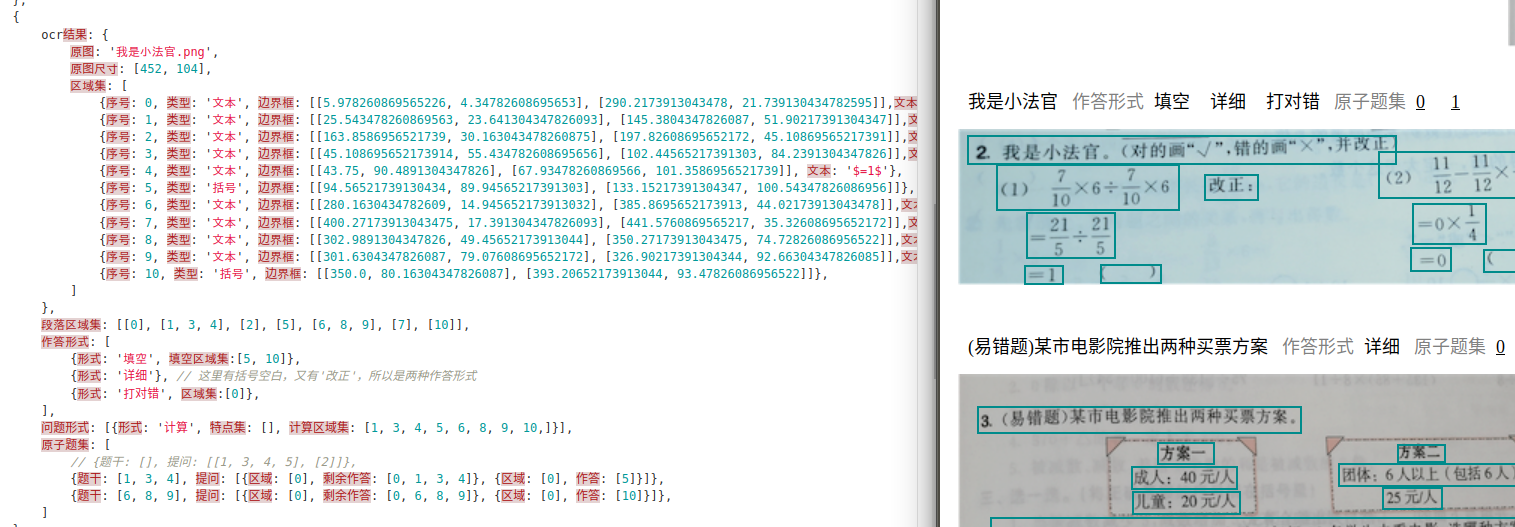 },
{
ocr结果: {
原图: '我是小法官.png',
原图尺寸: [452, 104],
区域集: [
{序号: 0, 类型: '文本', 边界框: [[5.978260869565226, 4.34782608695653], [290.2173913043478, 21.739130434782595]],文本
{序号: 1, 类型: '文本', 边界框: [[25.543478260869563, 23.641304347826093], [145.3804347826087, 51.90217391304347]],
{序号: 2, 类型: '文本', 边界框: [[163.8586956521739, 30.163043478260875], [197.82608695652172, 45.10869565217391]],
{序号: 3, 类型: '文本', 边界框: [[45.108695652173914, 55.434782608695656], [102.44565217391303, 84.2391304347826]],
{序号: 4, 类型: '文本', 边界框: [[43.75, 90.4891304347826], [67.93478260869566, 101.3586956521739]], 文本: '$=1$'},
{序号: 5, 类型: '括号', 边界框: [[94.56521739130434, 89.94565217391303], [133.15217391304347, 100.54347826086956]]},
{序号: 6, 类型: '文本', 边界框: [[280.1630434782609, 14.945652173913032], [385.8695652173913, 44.02173913043478]],
{序号: 7, 类型: '文本', 边界框: [[400.27173913043475, 17.391304347826093], [441.5760869565217, 35.32608695652172]],
{序号: 8, 类型: '文本', 边界框: [[302.9891304347826, 49.45652173913044], [350.27173913043475, 74.72826086956522]],
{序号: 9, 类型: '文本', 边界框: [[301.6304347826087, 79.07608695652172], [326.90217391304344, 92.66304347826085]],
{序号: 10, 类型: '括号', 边界框: [[350.0, 80.16304347826087], [393.20652173913044, 93.47826086956522]]},
]
},
段落区域集: [[0], [1, 3, 4], [2], [5], [6, 8, 9], [7], [10]],
作答形式: [
{形式: '填空', 填空区域集:[5, 10]},
{形式: '详细'}, // 这里有括号空白，又有'改正'，所以是两种作答形式
{形式: '打对错', 区域集:[0]},
],
问题形式: [{形式: '计算', 特点集: [], 计算区域集: [1, 3, 4, 5, 6, 8, 9, 10,]}],
原子题集: [
// {题干: [], 提问: [[1, 3, 4, 5], [2]]},
{题干: [1, 3, 4], 提问: [{区域: [0], 剩余作答: [0, 1, 3, 4]}, {区域: [0], 作答: [5]}]},
{题干: [6, 8, 9], 提问: [{区域: [0], 剩余作答: [0, 6, 8, 9]}, {区域: [0], 作答: [10]}]},
]
我是小法官 作答形式 填空 详细 打对错 原子题集 0 1
2. 我是小法官。(对的画“√”,错的画“×”,并改正)
(1) 7/10×6÷7/10×6 改正: (2) 11/12-11/12×
=21/5÷21/5 =0×1/4
=1 ( ) =0 (
(易错题)某市电影院推出两种买票方案 作答形式 详细 原子题集 0
3. (易错题)某市电影院推出两种买票方案。
方案一 方案二
成人: 40元/人 团体: 6人以上(包括6人)
儿童: 20元/人 25元/人